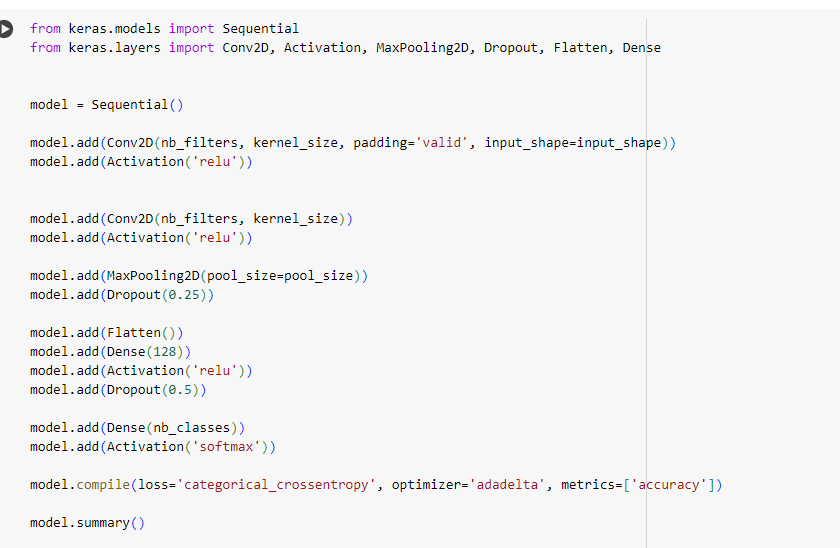 from keras.models import Sequential
from keras.layers import Conv2D, Activation, MaxPooling2D, Dropout, Flatten, Dense
model = Sequential()
model.add(Conv2D(nb_filters, kernel_size, padding='valid', input_shape=input_shape))
model.add(Activation('relu'))
model.add(Conv2D(nb_filters, kernel_size))
model.add(Activation('relu'))
model.add(MaxPooling2D(pool_size=pool_size))
model.add(Dropout(0.25))
model.add(Flatten())
model.add(Dense(128))
model.add(Activation('relu'))
model.add(Dropout(0.5))
model.add(Dense(nb_classes))
model.add(Activation('softmax'))
model.compile(loss='categorical_crossentropy', optimizer='adadelta', metrics=['accuracy'])
model.summary()